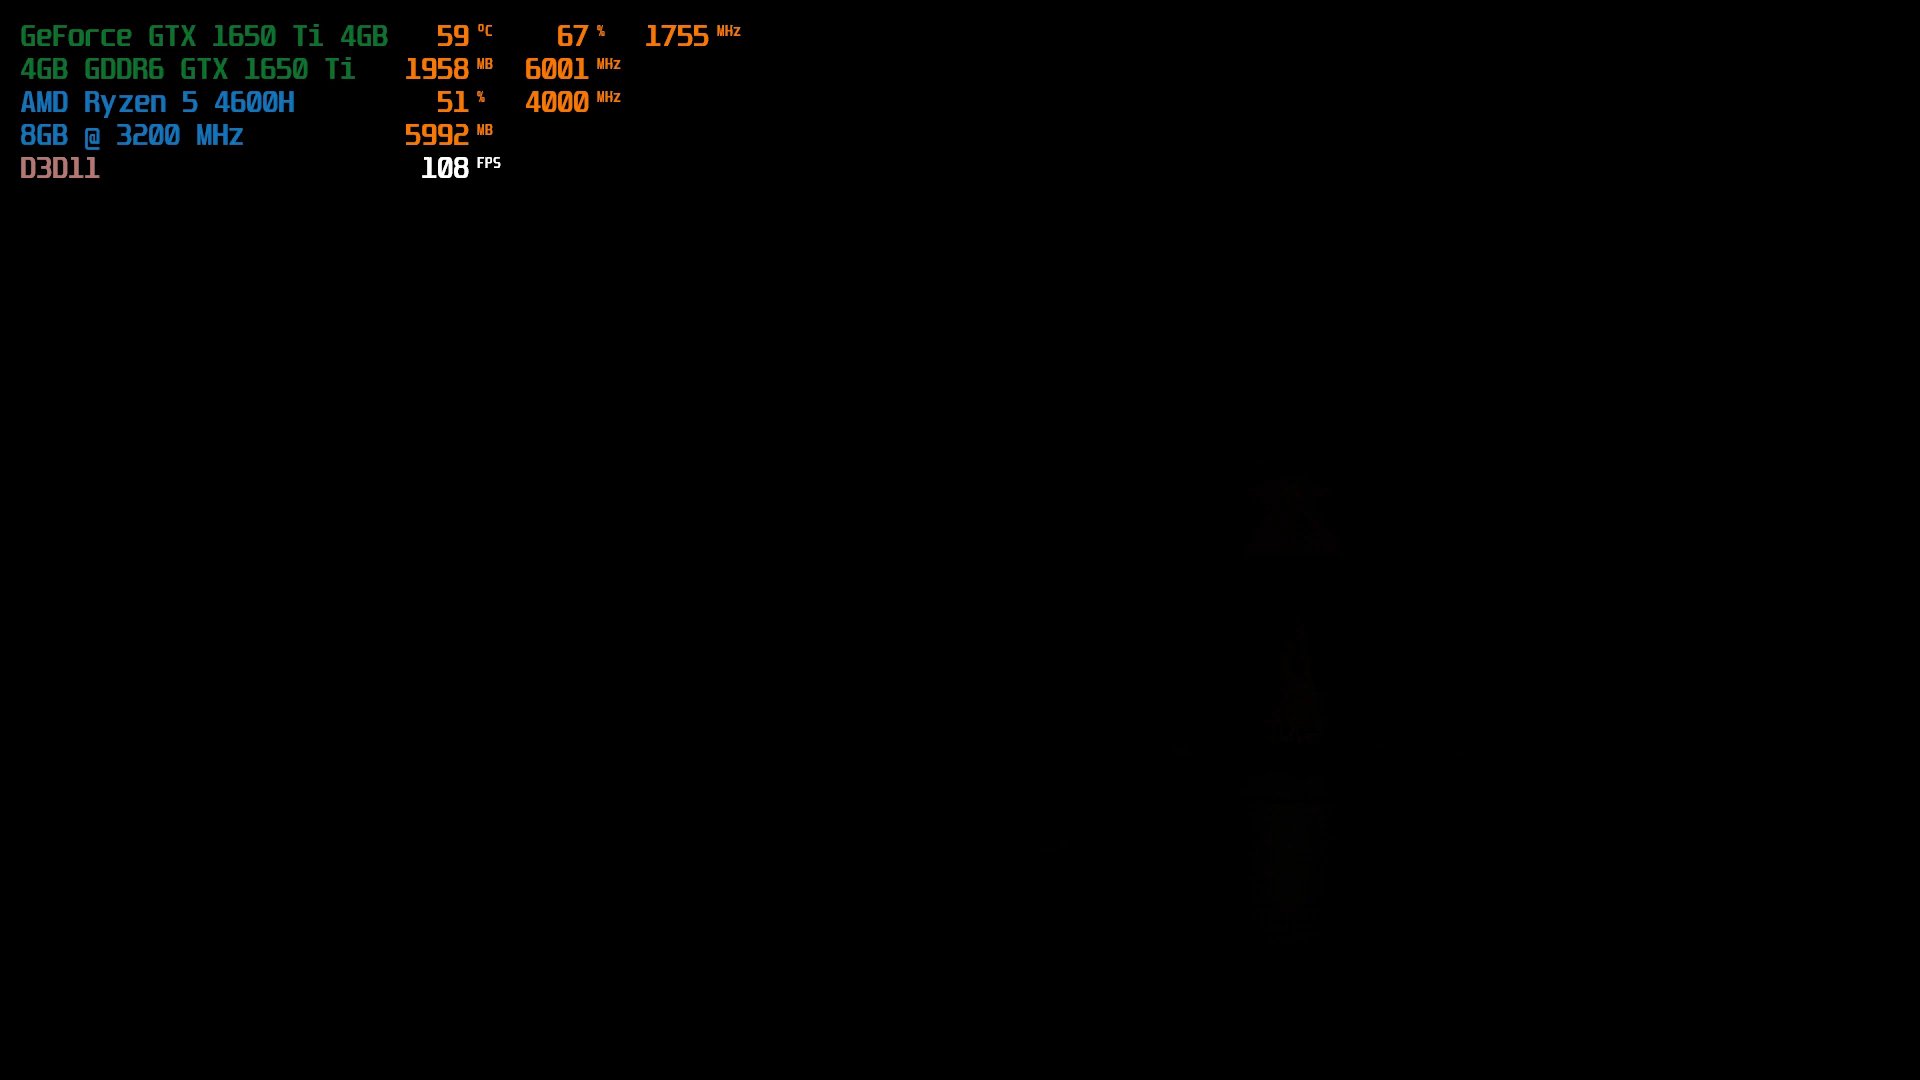 GeForce GTX 1650 Ti 4GB 59 °C 67 % 1755 MHz
4GB GDDR6 GTX 1650 Ti 1958 MB 6001 MHz
AMD Ryzen 5 4600H 51 % 4000 MHz
8GB @ 3200 MHz 5992 MB
D3D11 108 FPS